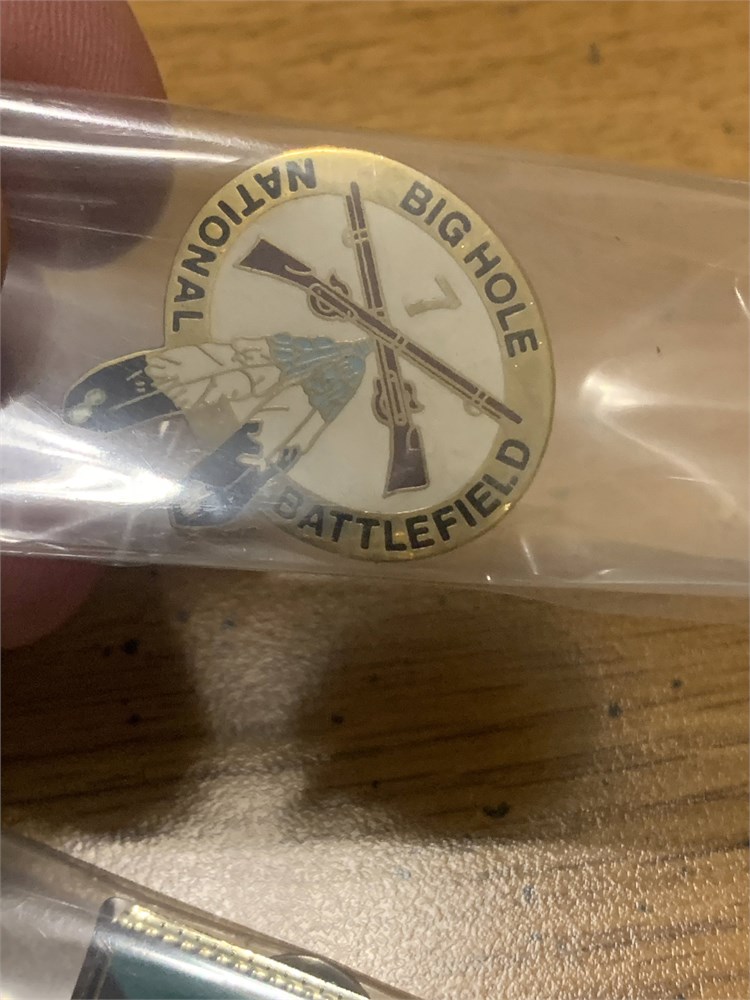 BIG HOLE
NATIONAL
BATTLEFIELD
7